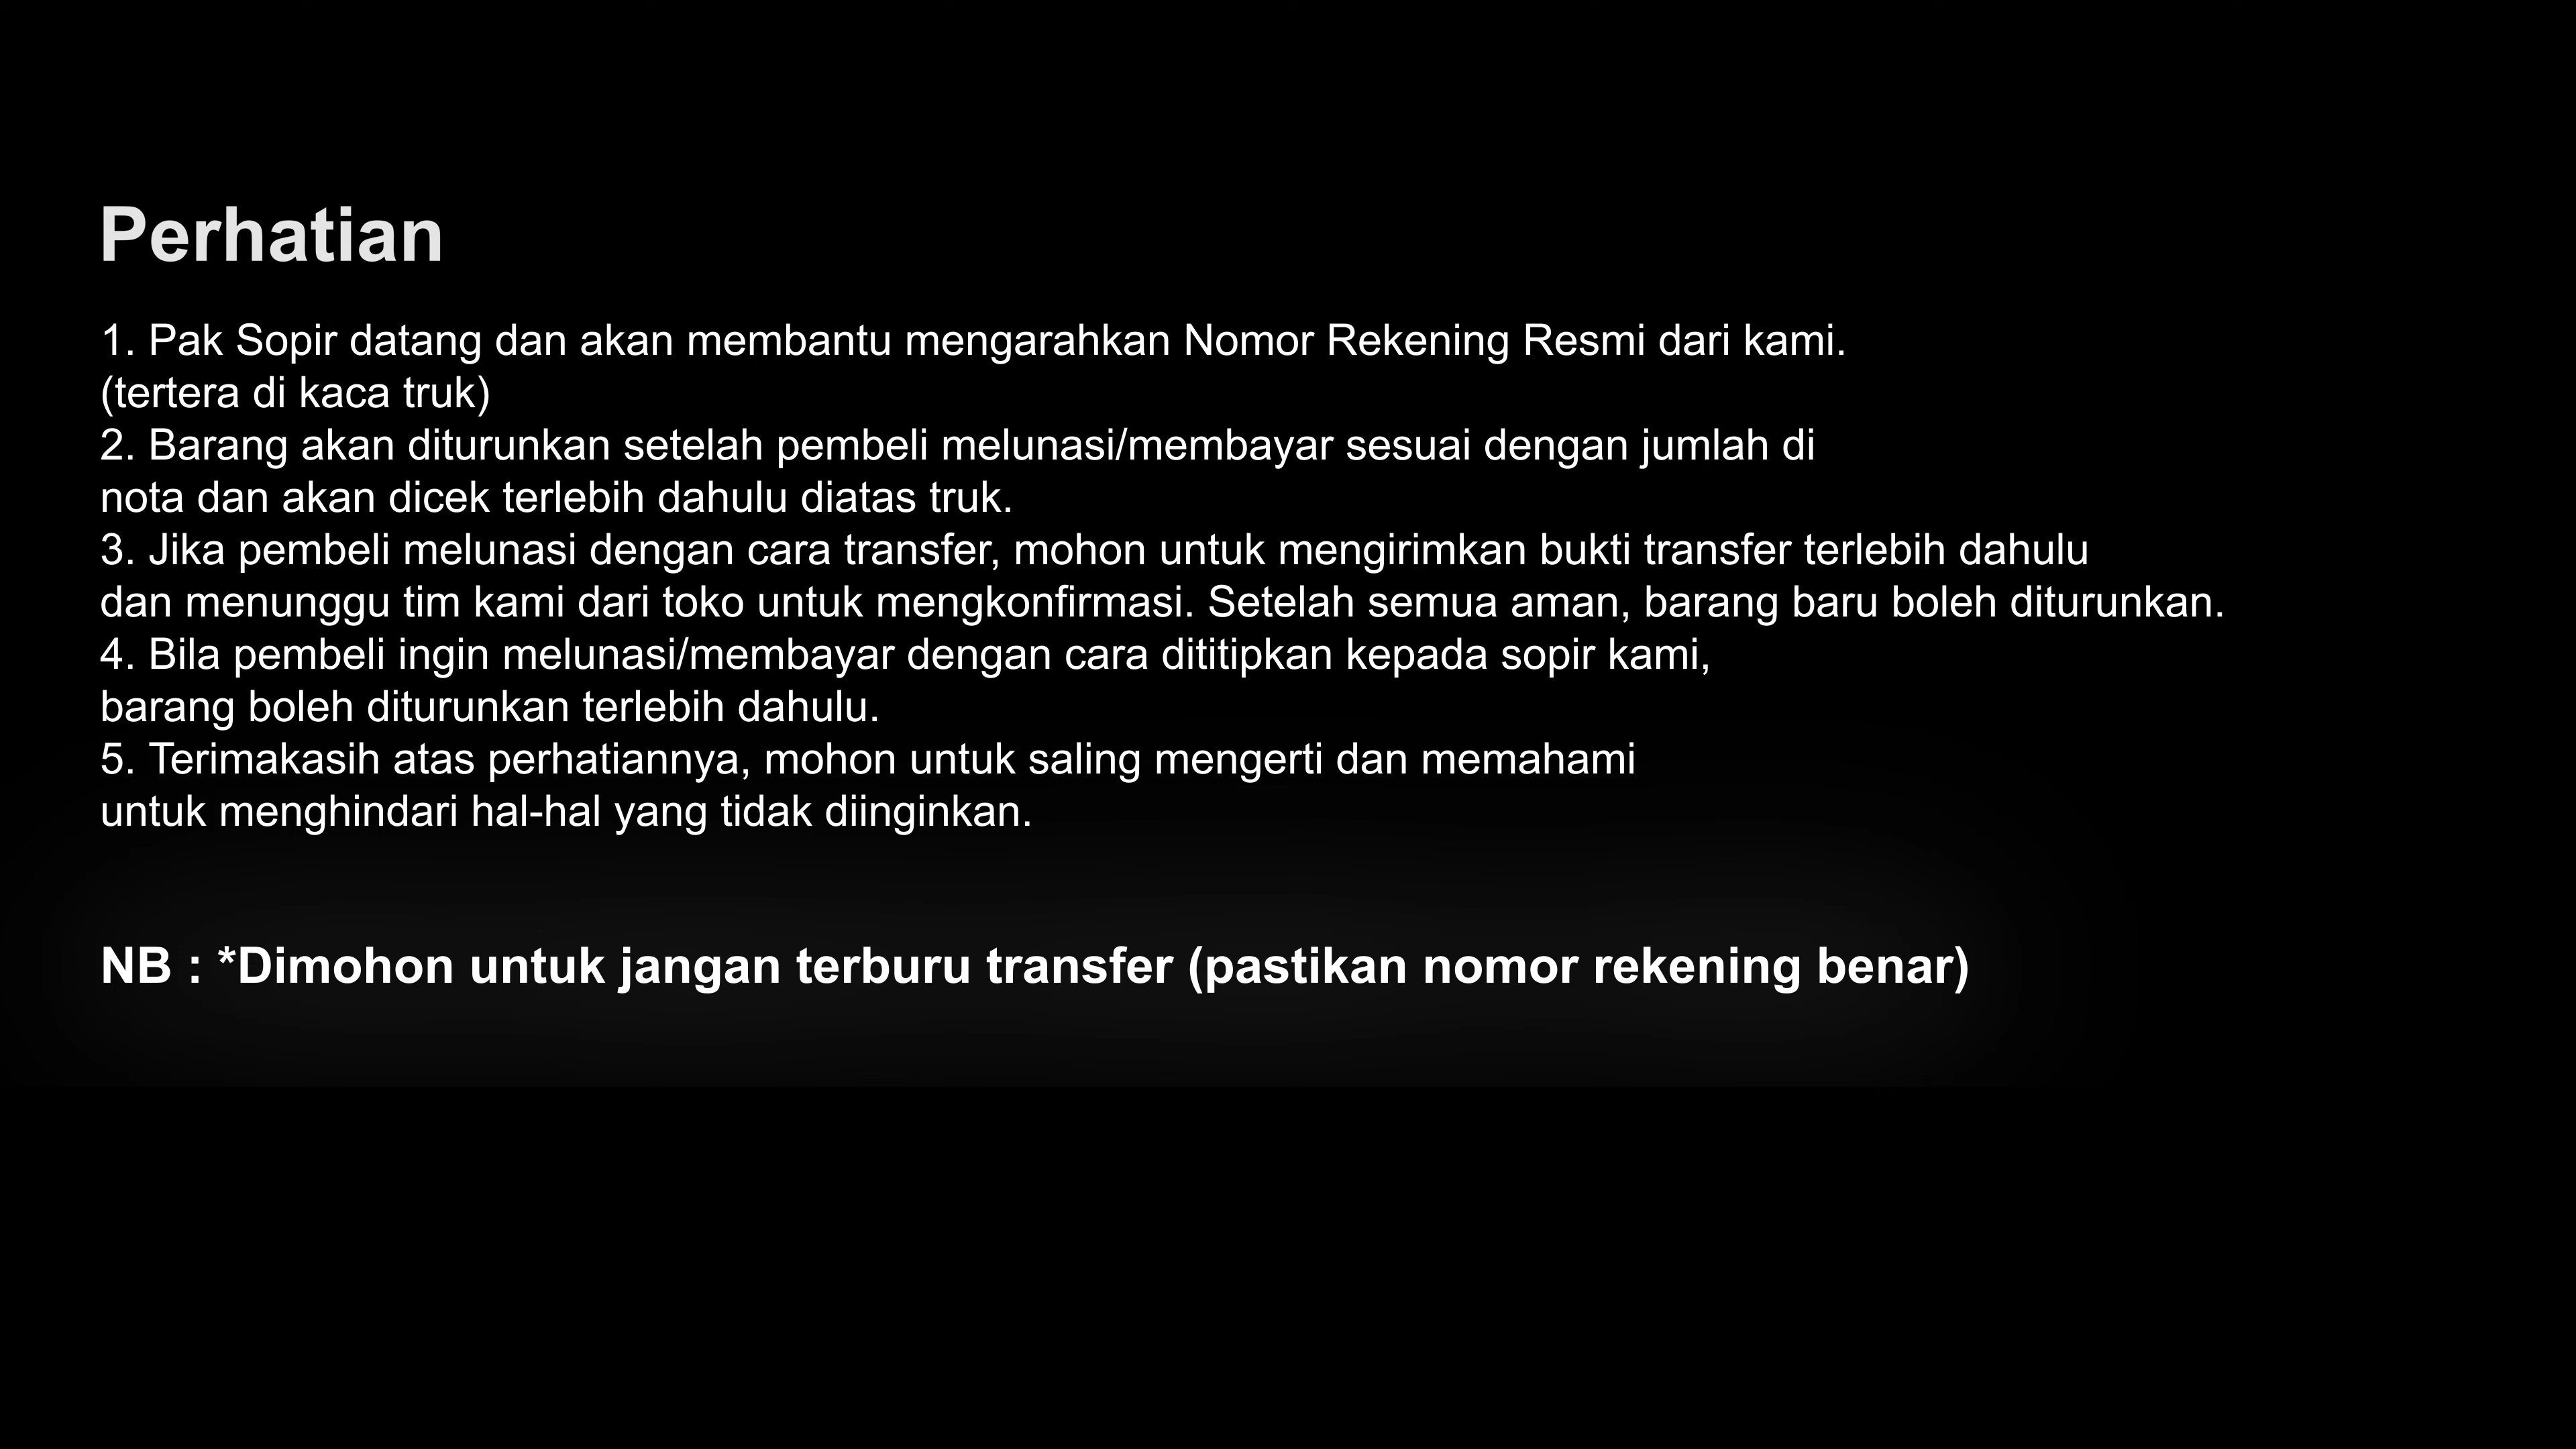 Perhatian
1. Pak Sopir datang dan akan membantu mengarahkan Nomor Rekening Resmi dari kami.
(tertera di kaca truk)
2. Barang akan diturunkan setelah pembeli melunasi/membayar sesuai dengan jumlah di
nota dan akan dicek terlebih dahulu diatas truk.
3. Jika pembeli melunasi dengan cara transfer, mohon untuk mengirimkan bukti transfer terlebih dahulu
dan menunggu tim kami dari toko untuk mengkonfirmasi. Setelah semua aman, barang baru boleh diturunkan.
4. Bila pembeli ingin melunasi/membayar dengan cara dititipkan kepada sopir kami,
barang boleh diturunkan terlebih dahulu.
5. Terimakasih atas perhatiannya, mohon untuk saling mengerti dan memahami
untuk menghindari hal-hal yang tidak diinginkan.
NB : *Dimohon untuk jangan terburu transfer (pastikan nomor rekening benar)